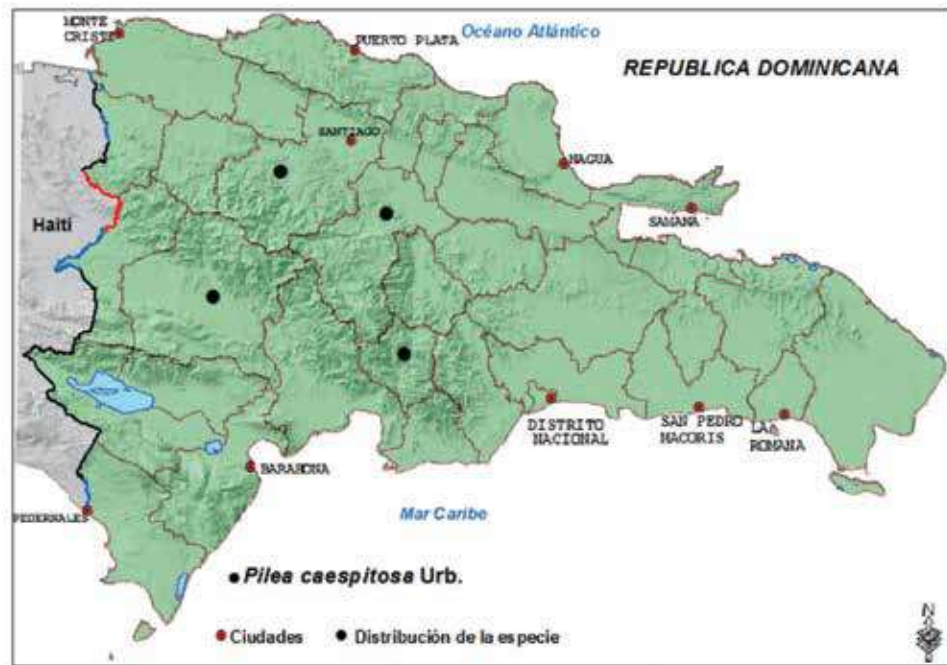 MONTE
CRISTI
PUERTO PLATA
Océano Atlántico
REPUBLICA DOMINICANA
SANTIAGO
NAGUA
SAMANA
Haití
DISTRITO
NACIONAL
SAN PEDRO
MACORIS
LA
ROMANA
BARAHONA
PEDERNALES
Mar Caribe
Pilea caespitosa Urb.
Ciudades
Distribución de la especie
N